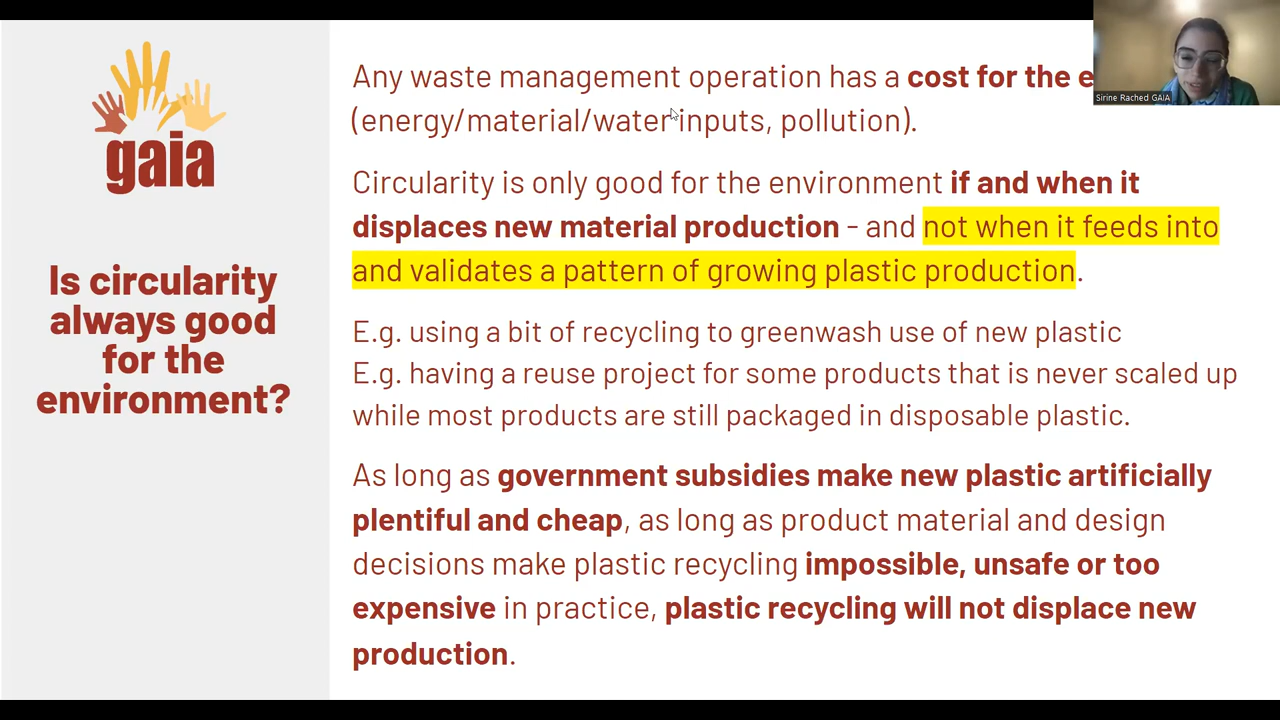 gaia
Is circularity
always good
for the
environment?
Any waste management operation has a cost for the
(energy/material/water inputs, pollution).
Circularity is only good for the environment if and when it
displaces new material production - and not when it feeds into
and validates a pattern of growing plastic production.
E.g. using a bit of recycling to greenwash use of new plastic
E.g. having a reuse project for some products that is never scaled up
while most products are still packaged in disposable plastic.
As long as government subsidies make new plastic artificially
plentiful and cheap, as long as product material and design
decisions make plastic recycling impossible, unsafe or too
expensive in practice, plastic recycling will not displace new
production.
Sirine Rached GAIA